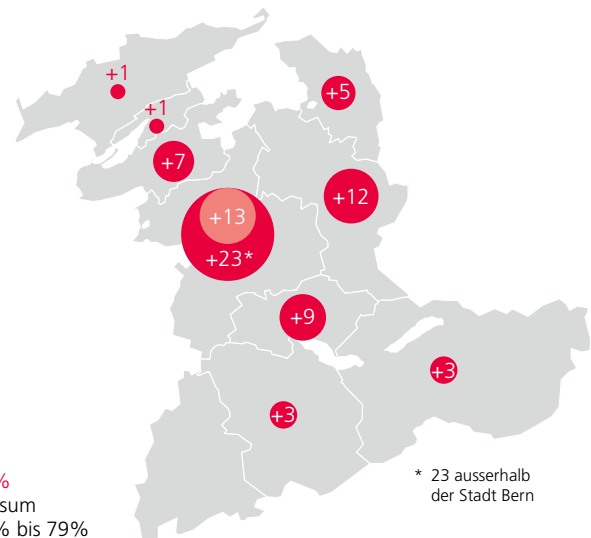 +1
+5
+1
+7
+12
+13
+23*
+9
+3
+3
%
sum
% bis 79%
* 23 ausserhalb
der Stadt Bern